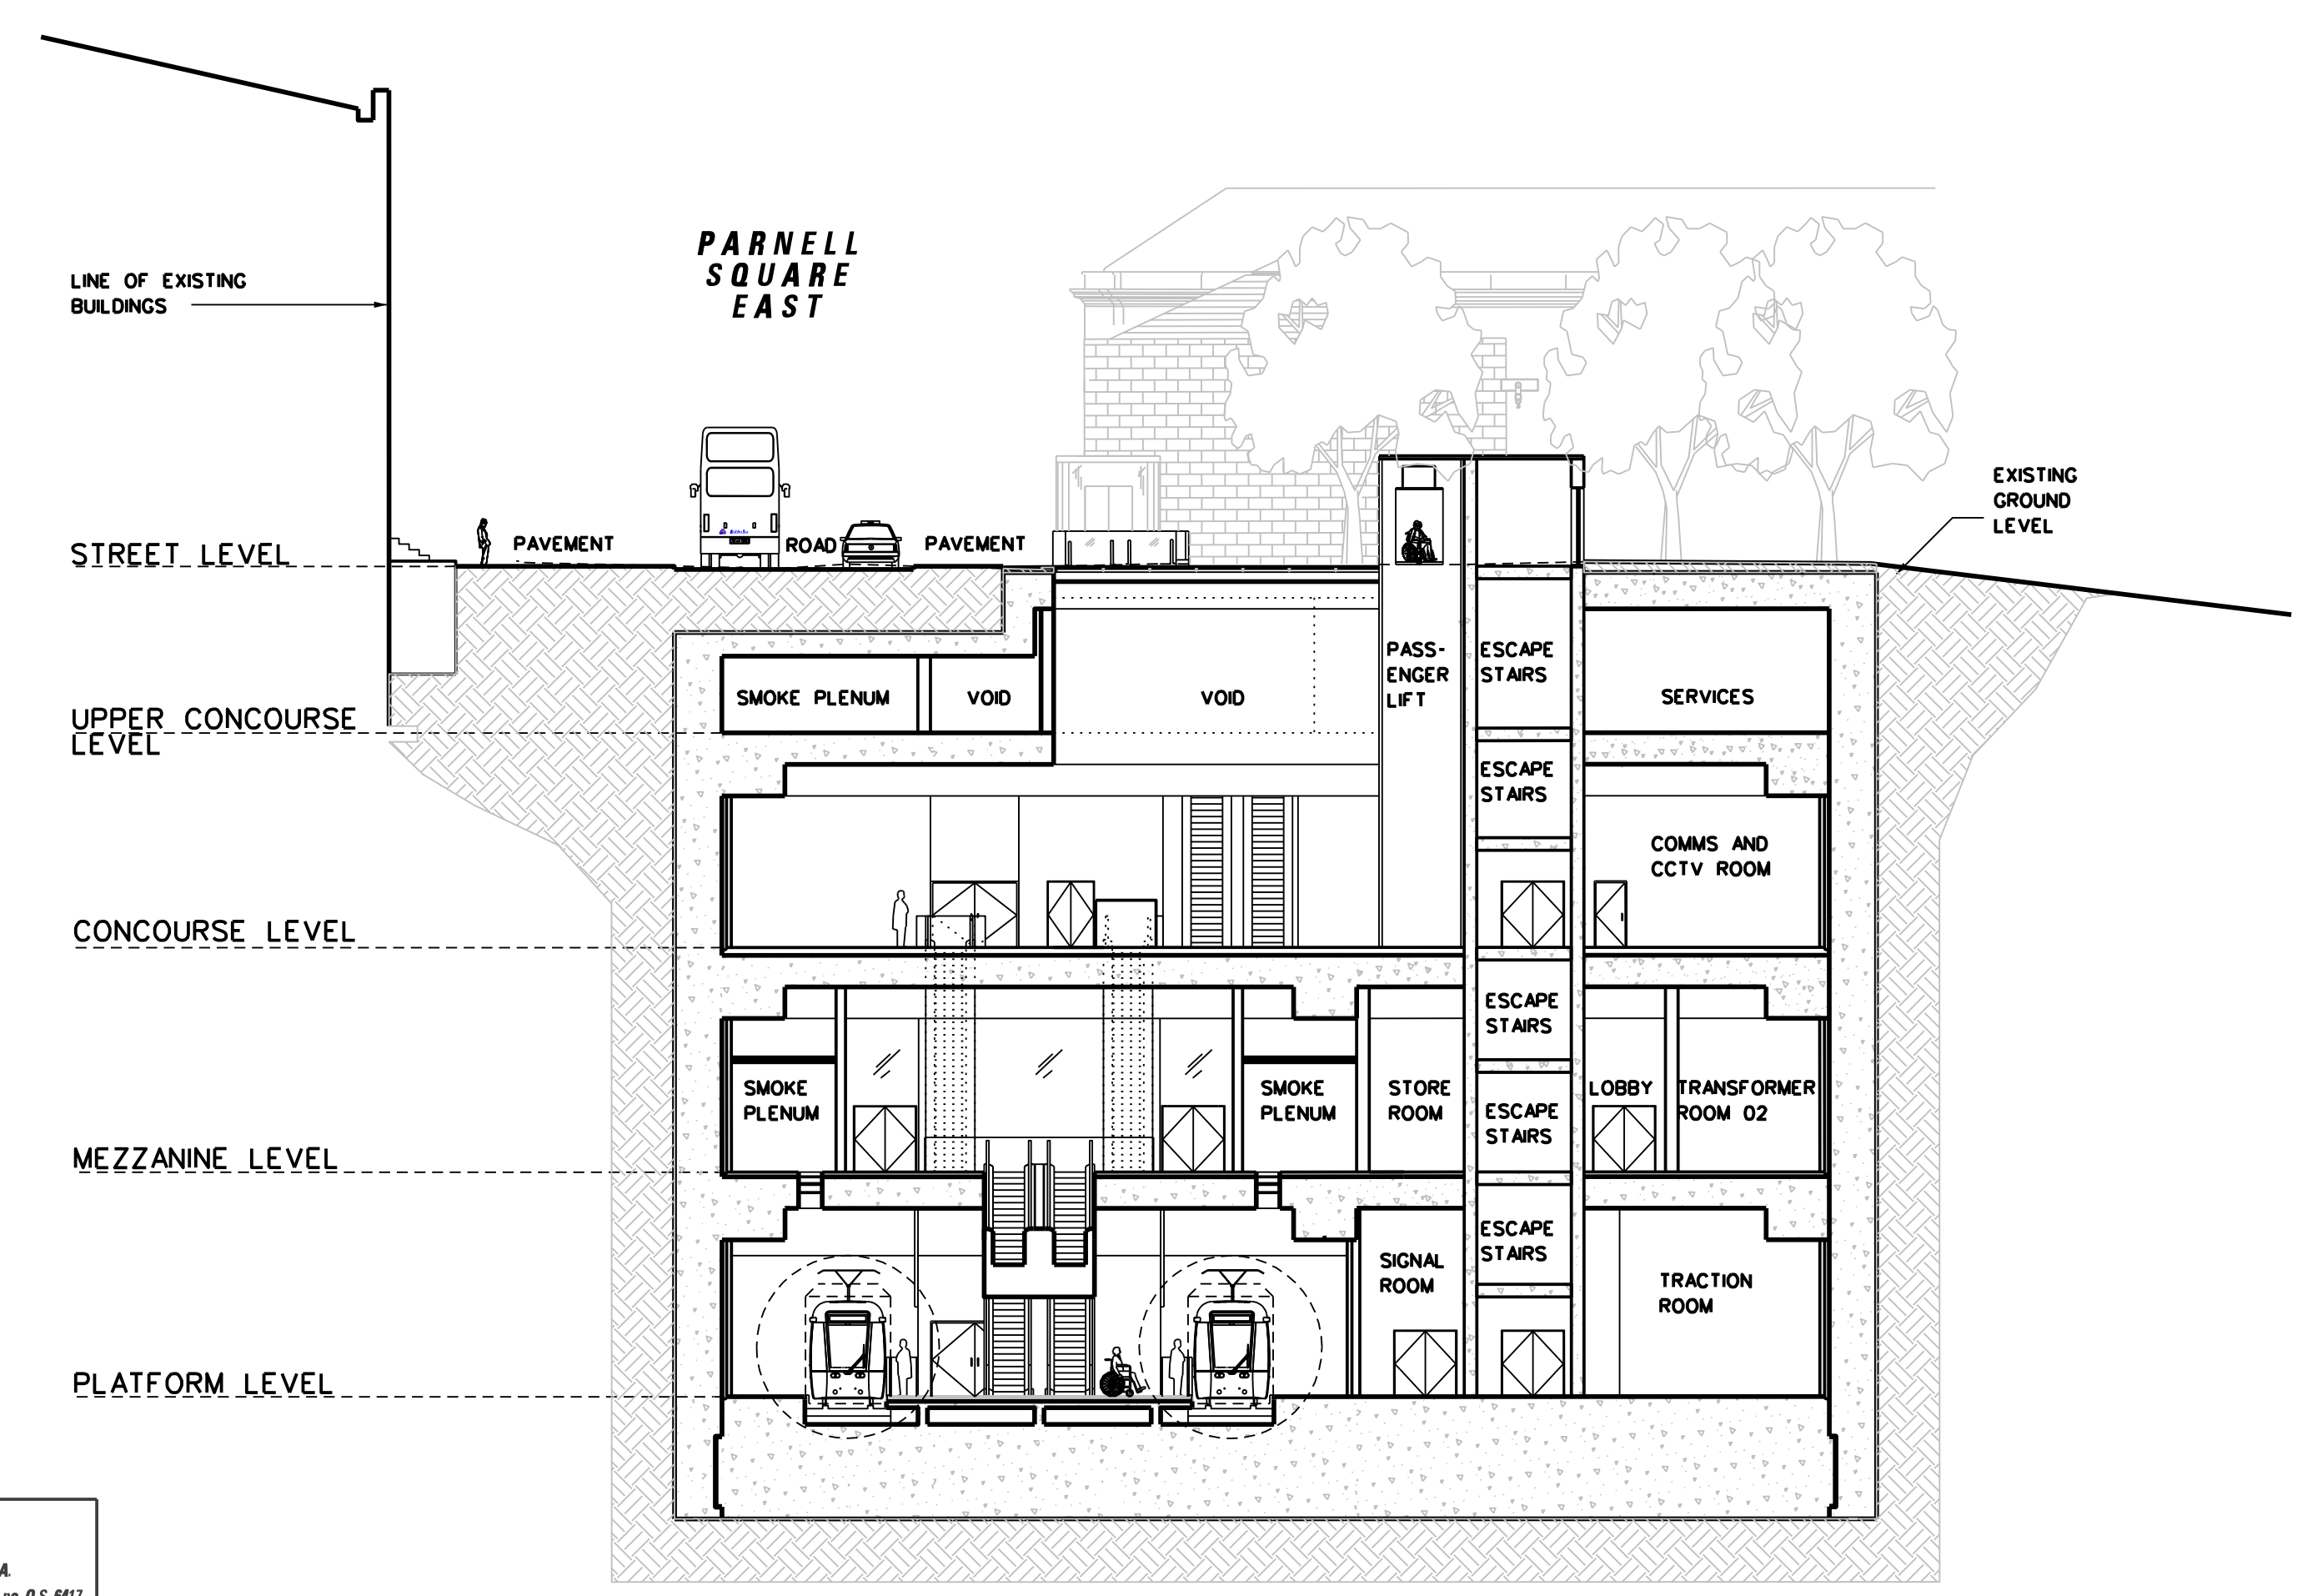 PARNELL
SQUARE
EAST
LINE OF EXISTING
BUILDINGS
EXISTING
GROUND
LEVEL
STREET LEVEL
PAVEMENT
ROAD
PAVEMENT
PASS-
ENGER
LIFT
ESCAPE
STAIRS
SMOKE PLENUM
VOID
VOID
SERVICES
UPPER CONCOURSE
LEVEL
ESCAPE
STAIRS
COMMS AND
CCTV ROOM
CONCOURSE LEVEL
ESCAPE
STAIRS
SMOKE
PLENUM
SMOKE
PLENUM
STORE
ROOM
ESCAPE
STAIRS
LOBBY
TRANSFORMER
ROOM 02
MEZZANINE LEVEL
ESCAPE
STAIRS
SIGNAL
ROOM
TRACTION
ROOM
PLATFORM LEVEL
A.
no. O.S. 6417